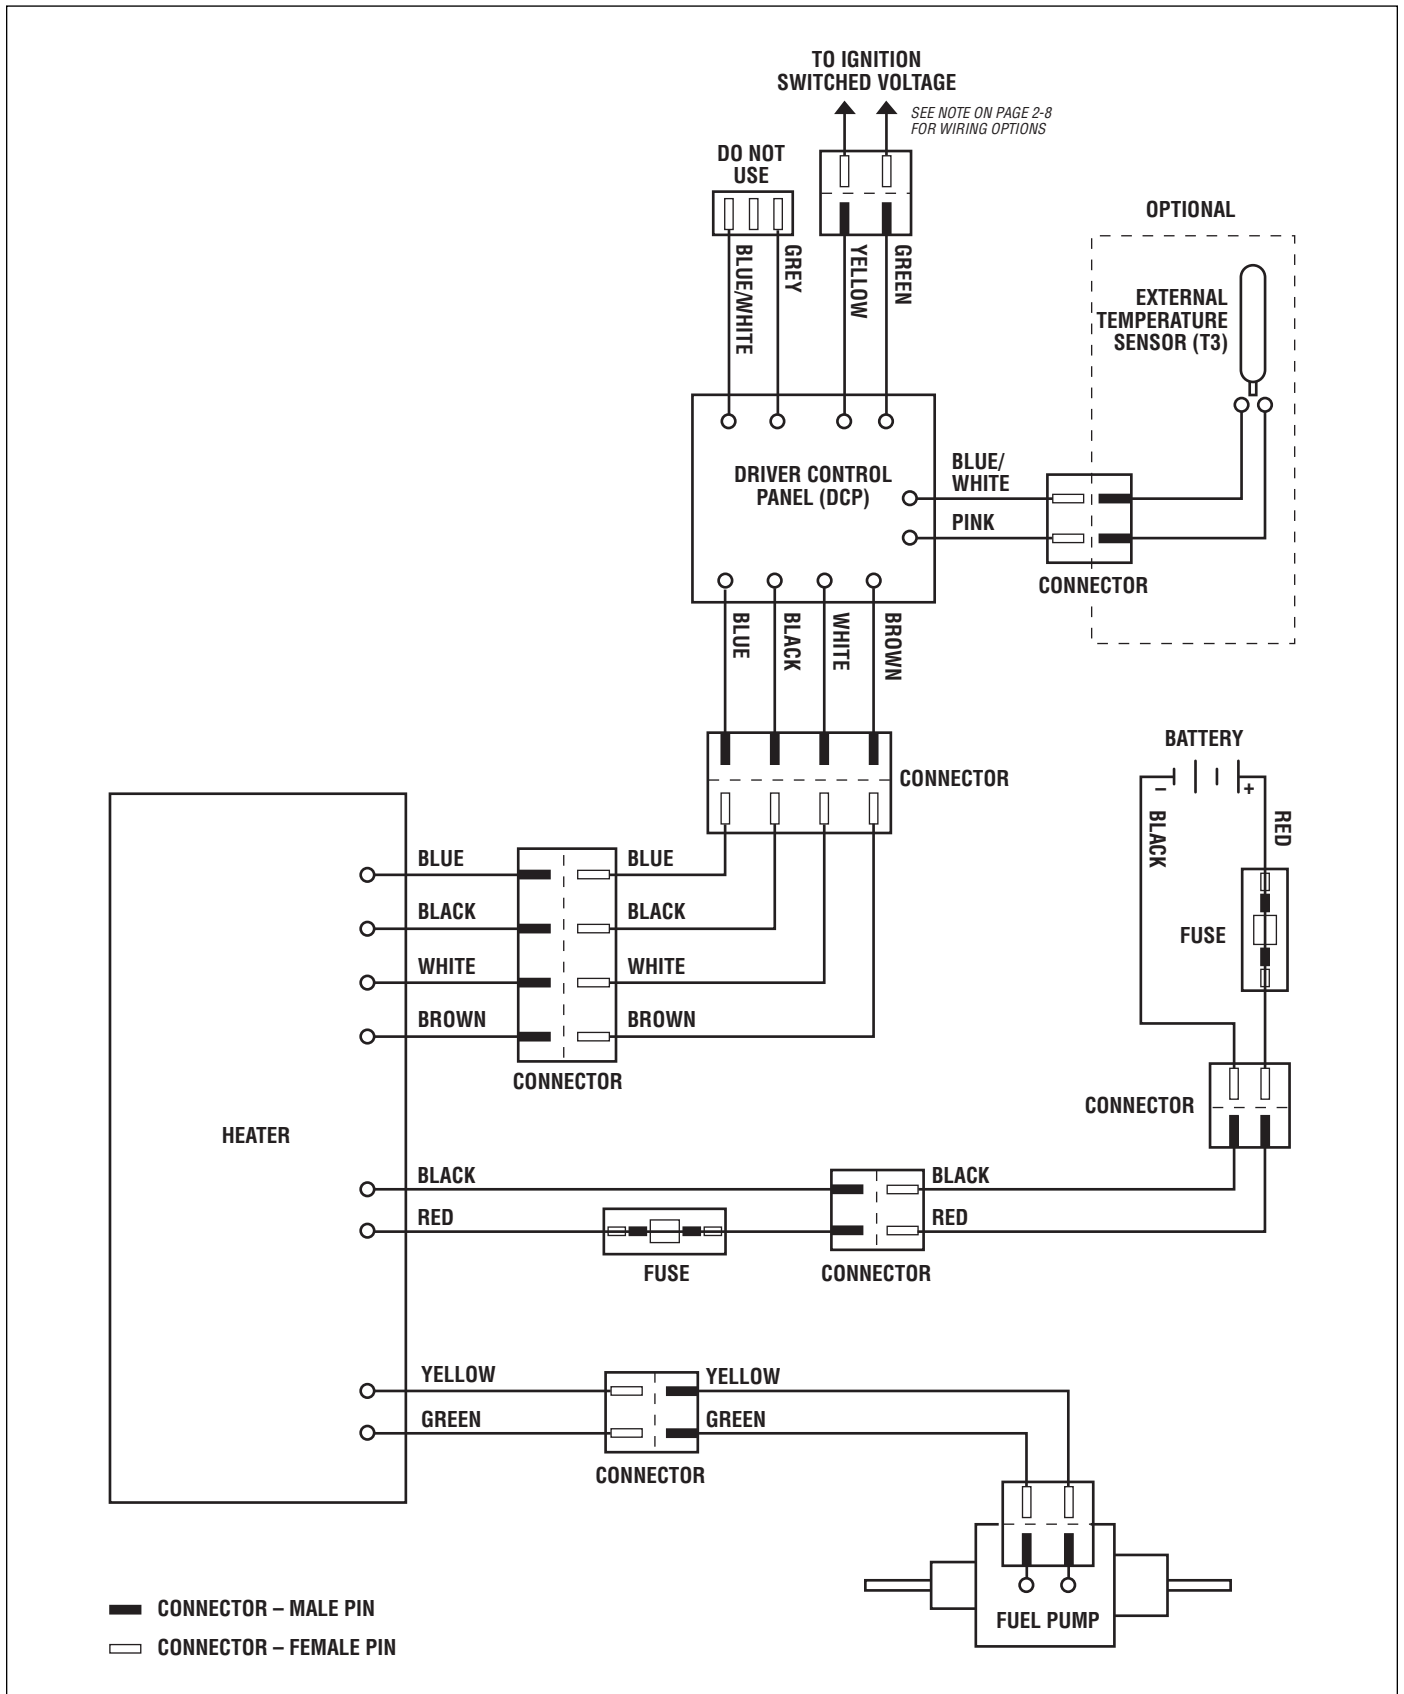 TO IGNITION
SWITCHED VOLTAGE
SEE NOTE ON PAGE 2-8
FOR WIRING OPTIONS
DO NOT
USE
BLUE/WHITE
GREY
YELLOW
GREEN
OPTIONAL
EXTERNAL
TEMPERATURE
SENSOR (T3)
DRIVER CONTROL
PANEL (DCP)
BLUE/
WHITE
PINK
CONNECTOR
BLUE
BLACK
WHITE
BROWN
CONNECTOR
BATTERY
–
+
BLACK
RED
FUSE
CONNECTOR
BLUE
BLUE
BLACK
BLACK
WHITE
WHITE
BROWN
BROWN
CONNECTOR
HEATER
BLACK
BLACK
RED
RED
FUSE
CONNECTOR
YELLOW
YELLOW
GREEN
GREEN
CONNECTOR
FUEL PUMP
CONNECTOR – MALE PIN
CONNECTOR – FEMALE PIN